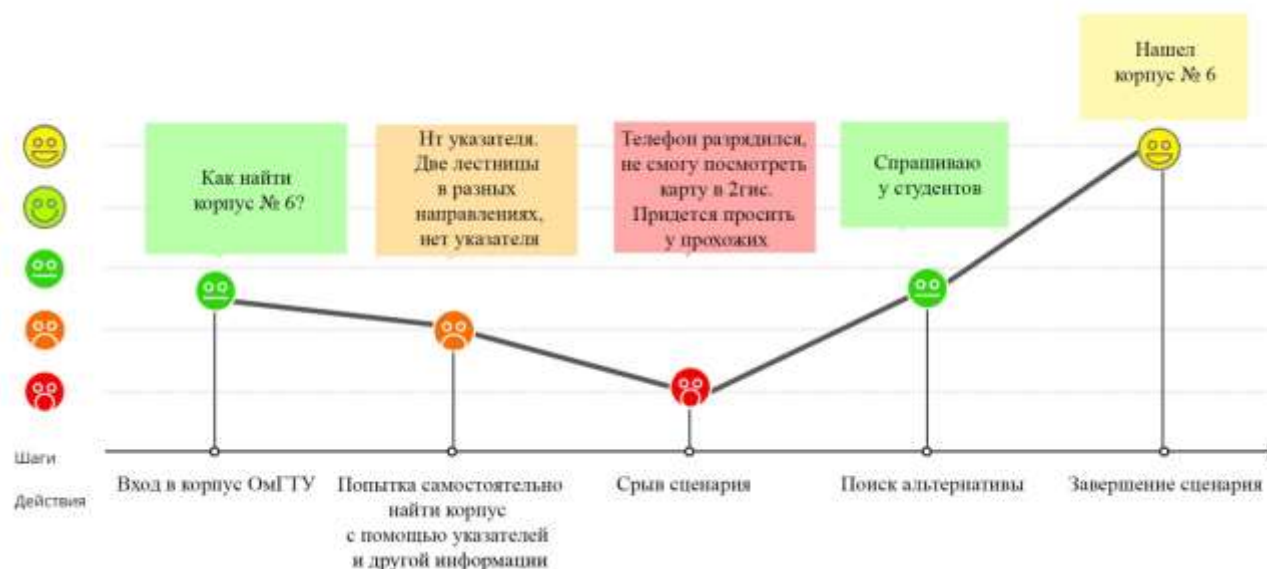 Нашел
корпус № 6
Как найти
корпус № 6?
Нт указателя.
Две лестницы
в разных
направлениях,
нет указателя
Телефон разрядился,
не смогу посмотреть
карту в 2гис.
Придется просить
у прохожих
Спрашиваю
у студентов
Шаги
Действия
Вход в корпус ОмГТУ
Попытка самостоятельно
найти корпус
с помощью указателей
и другой информации
Срыв сценария
Поиск альтернативы
Завершение сценария